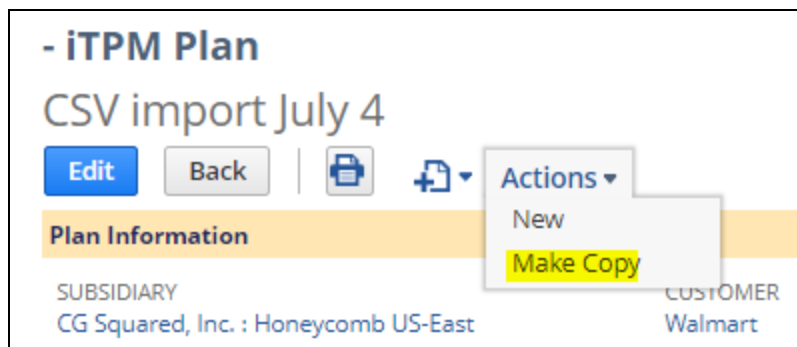 - iTPM Plan
CSV import July 4
Edit Back Actions
New
Plan Information
Make Copy
SUBSIDIARY CUSTOMER
CG Squared, Inc. : Honeycomb US-East Walmart